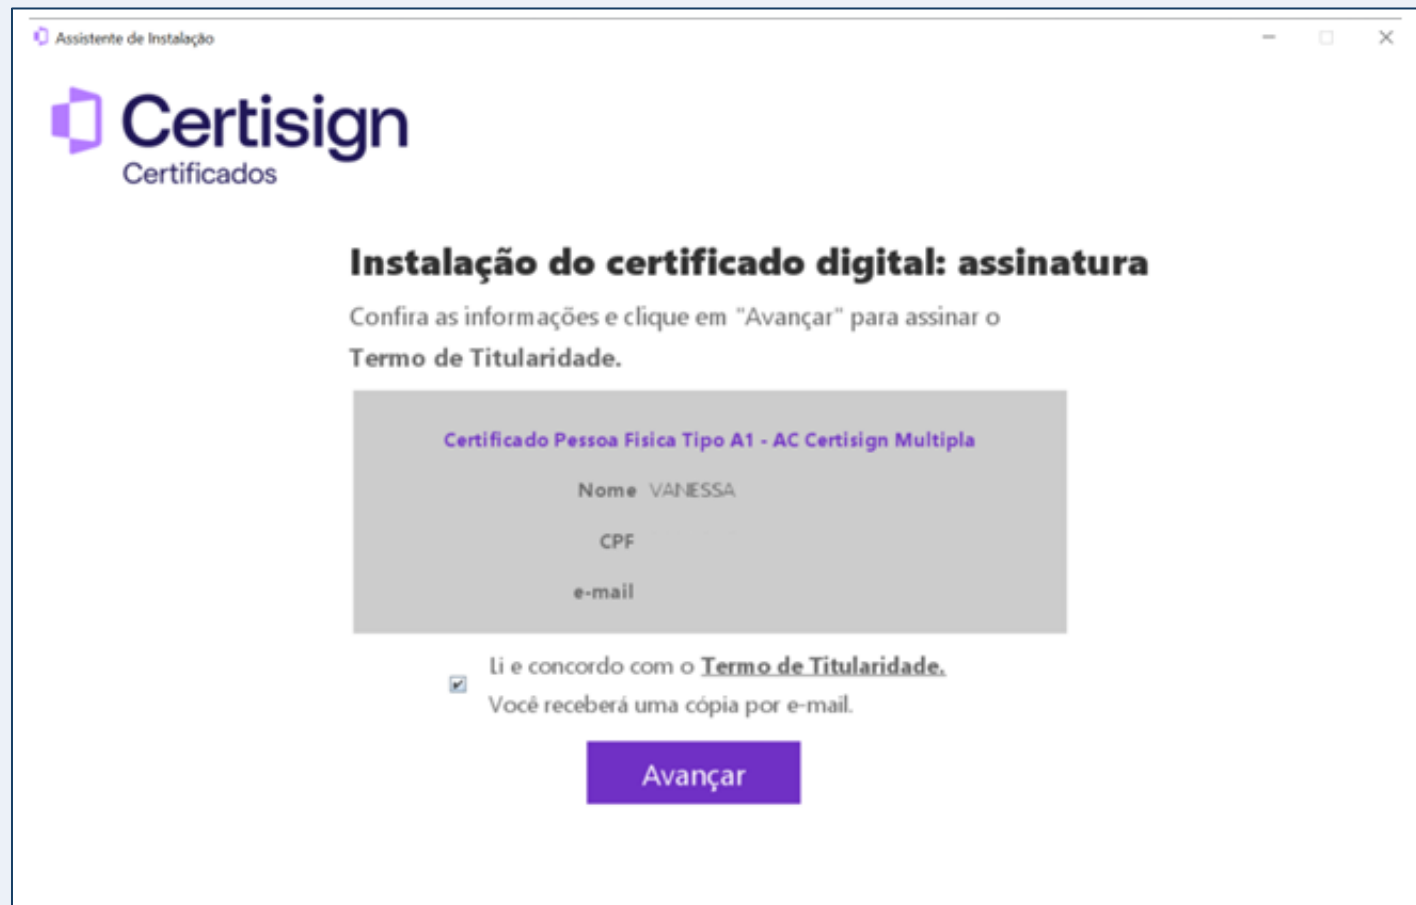 Assistente de Instalação
Certisign
Certificados
Instalação do certificado digital: assinatura
Confira as informações e clique em "Avançar" para assinar o
Termo de Titularidade.
Certificado Pessoa Fisica Tipo A1 - AC Certisign Multipla
Nome VANESSA
CPF
e-mail
Li e concordo com o Termo de Titularidade.
Você receberá uma cópia por e-mail.
Avançar